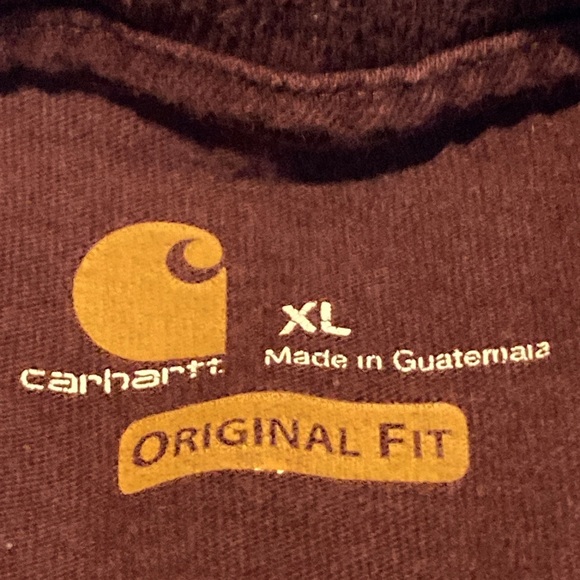 XL
Made in Guatemala
carhartt
ORIGINAL FIT